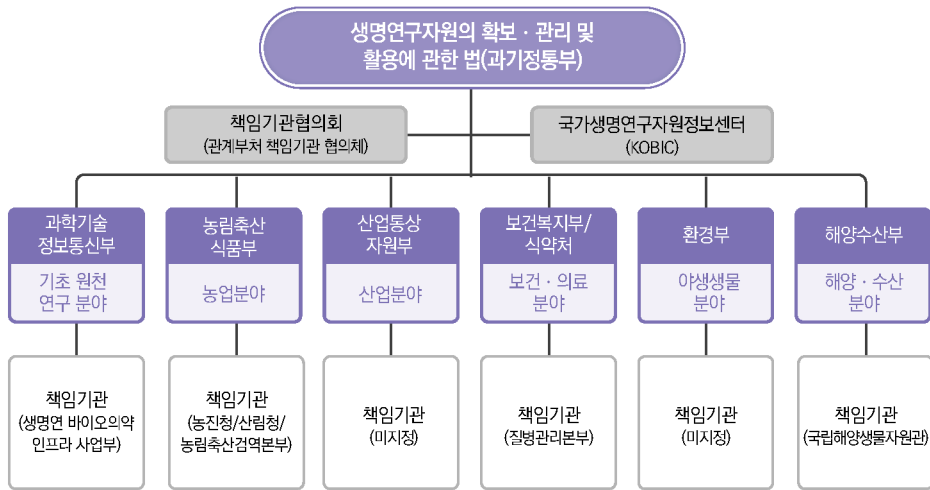 생명연구자원의 확보 · 관리 및
활용에 관한 법(과기정통부)
책임기관협의회
(관계부처 책임기관 협의체)
국가생명연구자원정보센터
(KOBIC)
과학기술
정보통신부
기초 원천
연구 분야
농림축산
식품부
농업분야
산업통상
자원부
산업분야
보건복지부/
식약처
보건 · 의료
분야
환경부
야생생물
분야
해양수산부
해양 · 수산
분야
책임기관
(생명연 바이오의약
인프라 사업부)
책임기관
(농진청/산림청/
농림축산검역본부)
책임기관
(미지정)
책임기관
(질병관리본부)
책임기관
(미지정)
책임기관
(국립해양생물자원관)